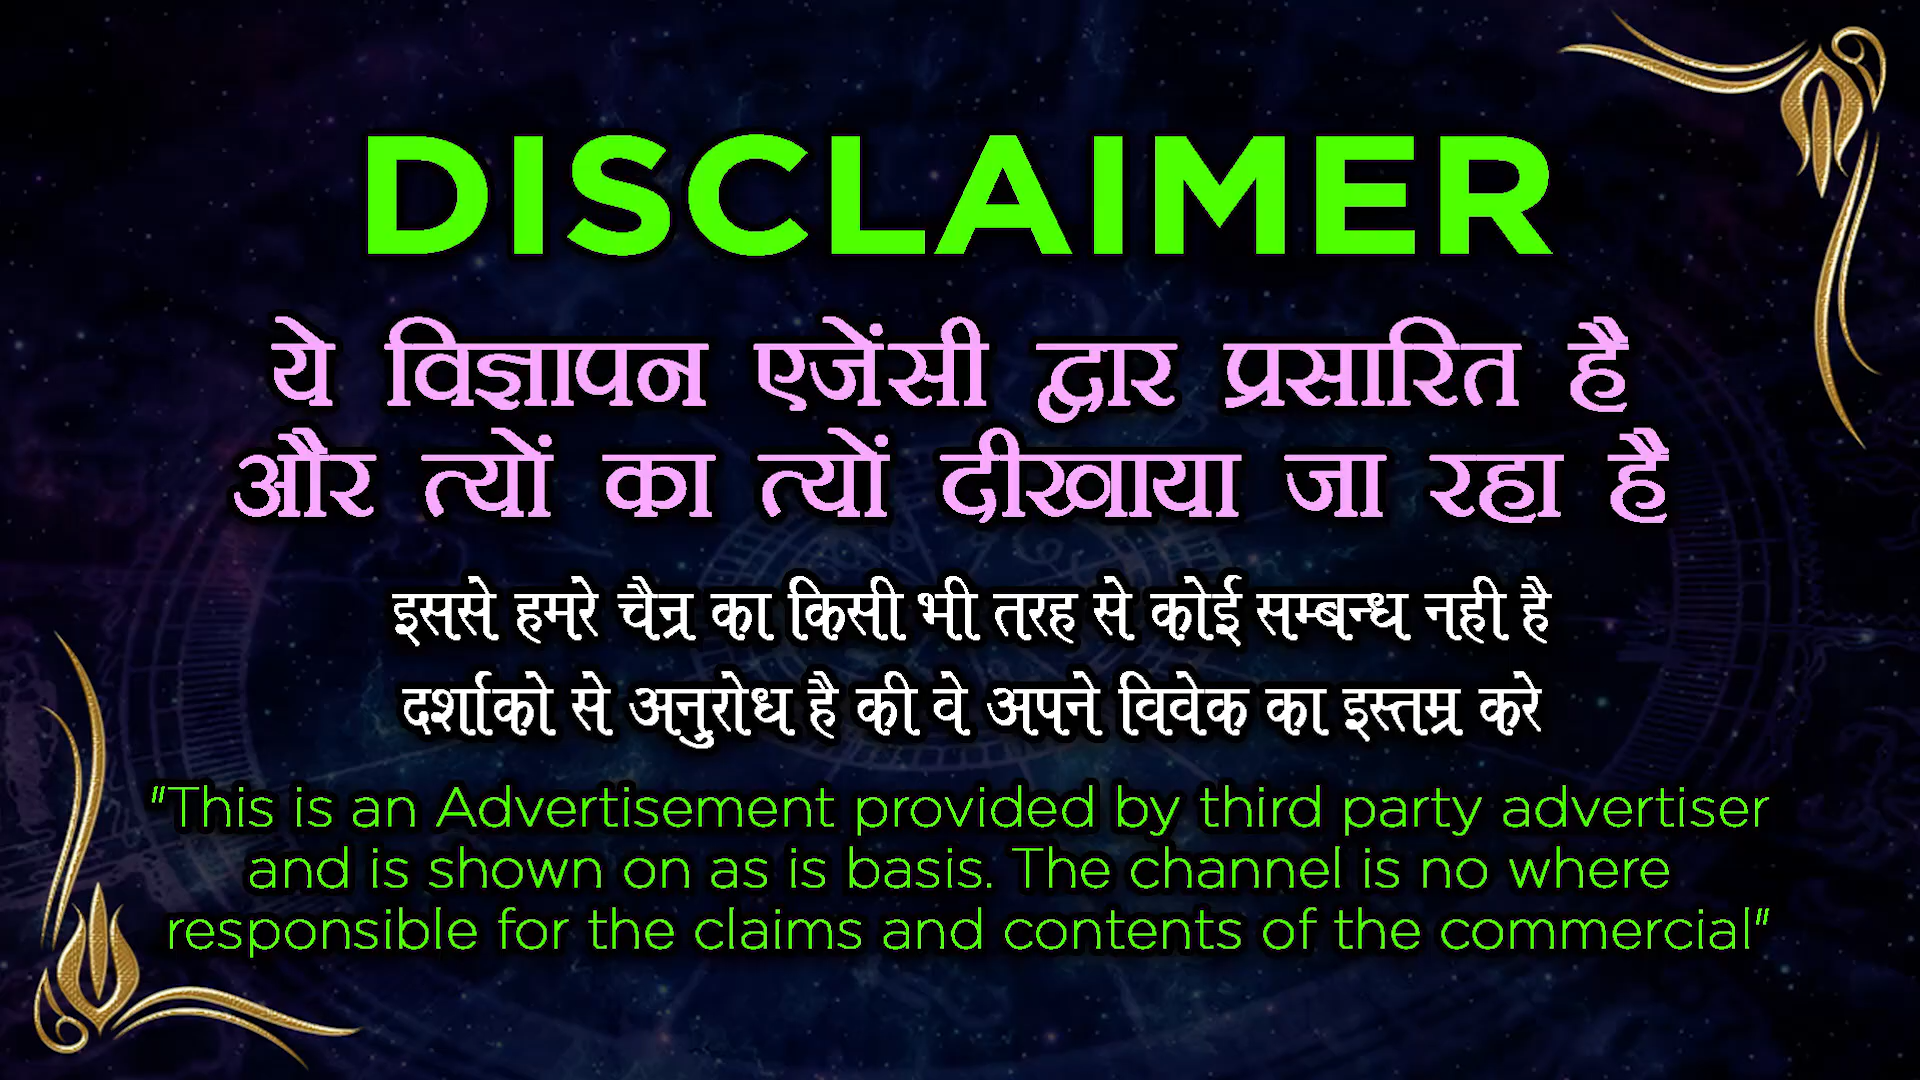 DISCLAIMER
ये विज्ञापन एजेंसी द्वार प्रसारित है
और त्यों का त्यों दीखाया जा रहा है
इससे हमरे चैन्र का किसी भी तरह से कोई सम्बन्ध नही है
दर्शाको से अनुरोध है की वे अपने विवेक का इस्तम्र करे
"This is an Advertisement provided by third party advertiser
and is shown on as is basis. The channel is no where
responsible for the claims and contents of the commercial"